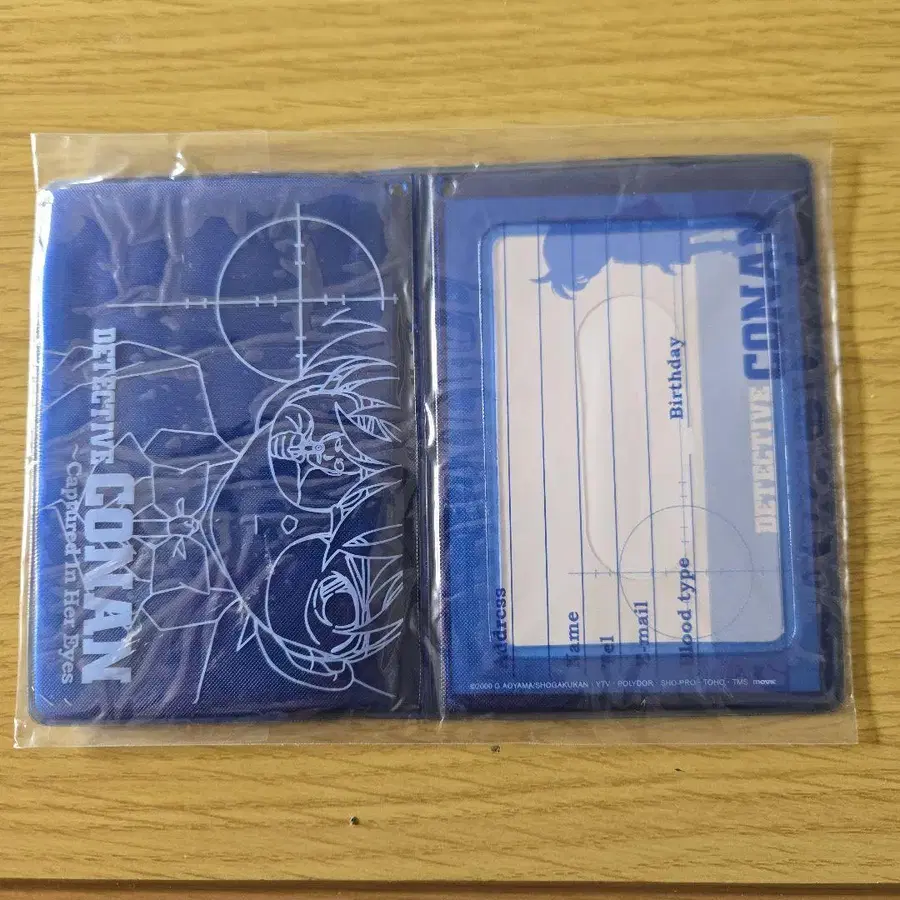 DETECTIVE CONAN
~Captured In Her Eyes
DETECTIVE CONAN
Birthday
Blood type
E-mail
Tel
Name
Address
©2000 G.AOYAMA/SHOGAKUKAN · YTV · POLYDOR · SHO-PRO · TOHO · TMS movic